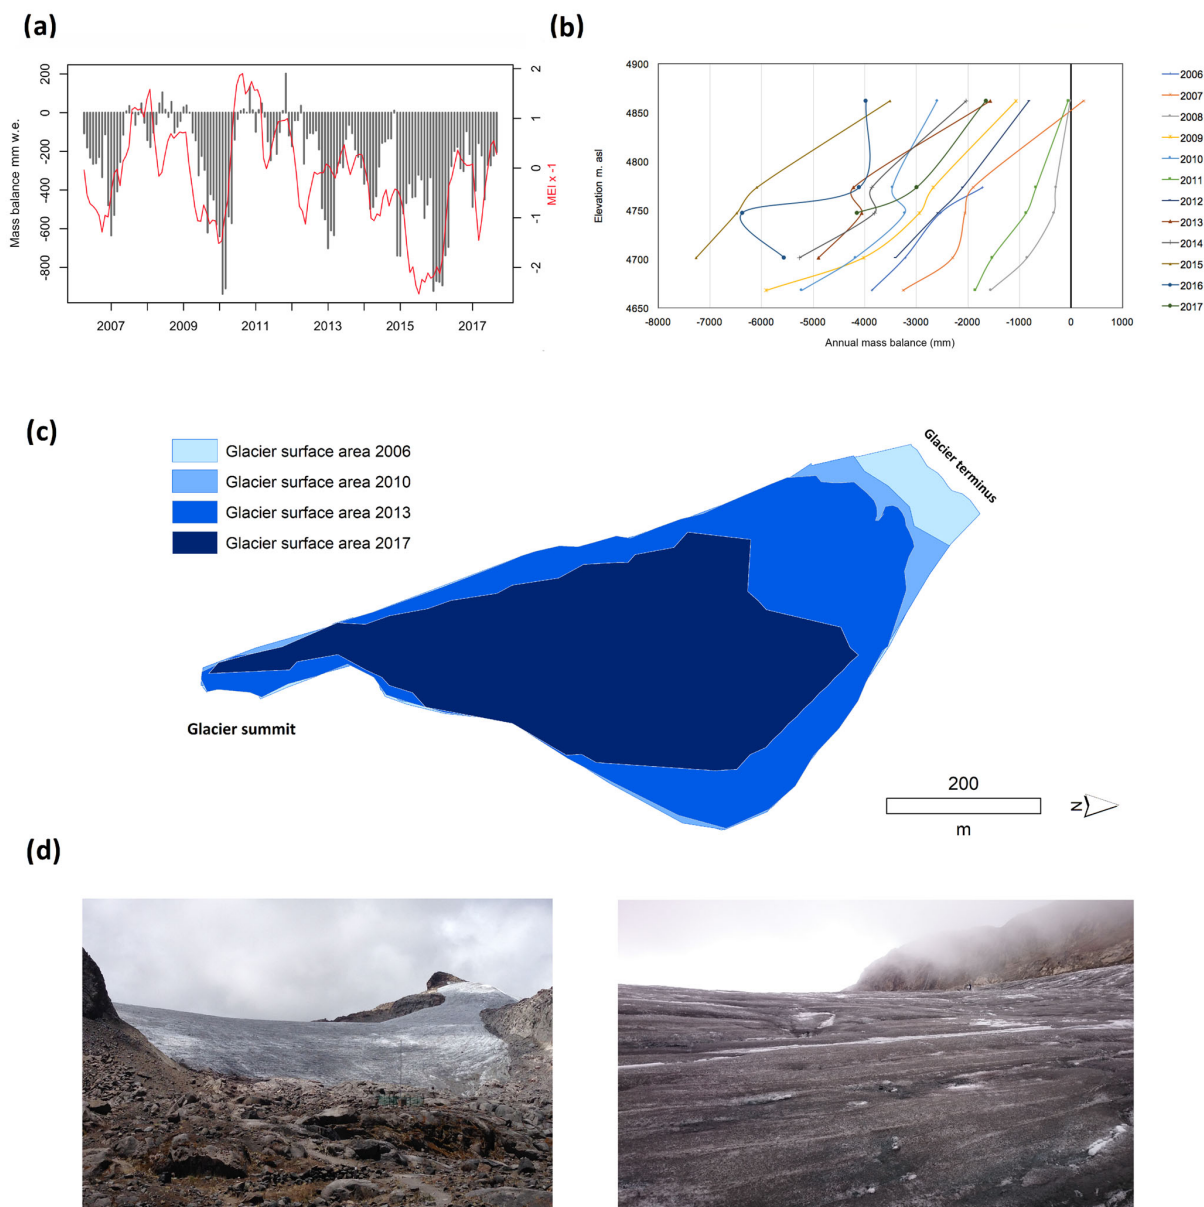 (a)
(b)
Mass balance mm w.e.
200
0
200
-400
-600
-800
2
1
0
-1
-2
MEI x -1
2007
2009
2011
2013
2015
2017
Elevation m. asl
4900
4850
4800
4750
4700
4650
-8000
-7000
-6000
-5000
-4000
-3000
-2000
-1000
0
1000
Annual mass balance (mm)
2006
2007
2008
2009
2010
2011
2012
2013
2014
2015
2016
2017
(c)
Glacier surface area 2006
Glacier surface area 2010
Glacier surface area 2013
Glacier surface area 2017
Glacier terminus
Glacier summit
200
m
N
(d)